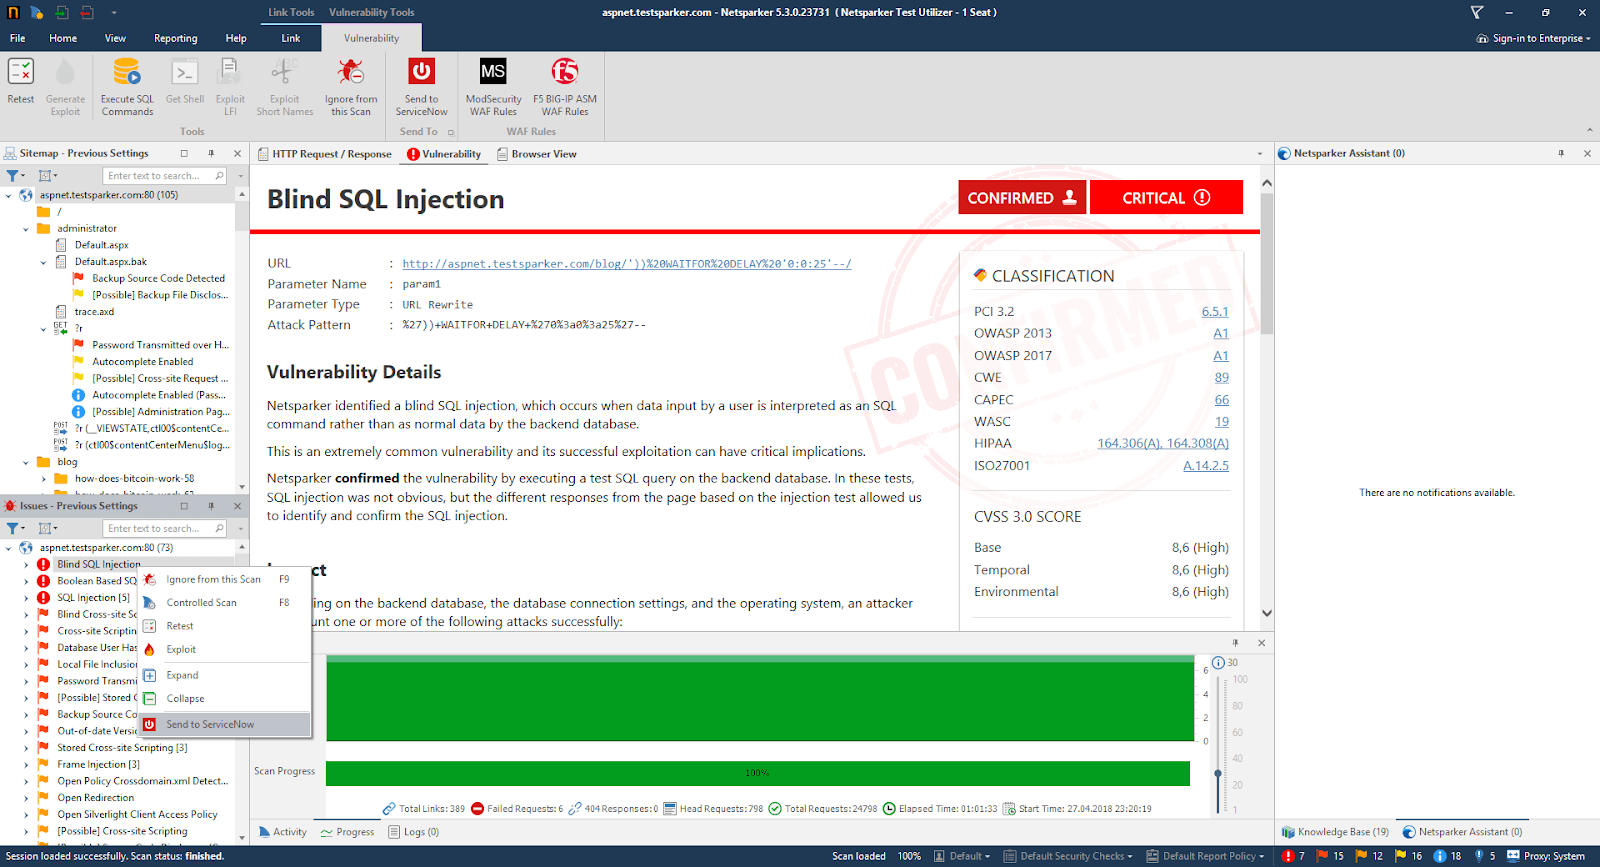 Link Tools Vulnerability Tools
aspnet.testsparker.com - Netsparker 5.3.0.23731 ( Netsparker Test Utilizer - 1 Seat )
File Home View Reporting Help Link Vulnerability
Sign-in to Enterprise
Retest
Generate Exploit
Execute SQL Commands
Get Shell
Exploit LFI
ABC
Exploit Short Names
Ignore from this Scan
Tools
Send to ServiceNow
Send To
MS
ModSecurity WAF Rules
f5
F5 BIG-IP ASM WAF Rules
WAF Rules
Sitemap - Previous Settings
Enter text to search...
aspnet.testsparker.com:80 (105)
/
administrator
Default.aspx
Default.aspx.bak
Backup Source Code Detected
[Possible] Backup File Disclos...
trace.axd
GET ?r
Password Transmitted over H...
Autocomplete Enabled
[Possible] Cross-site Request ...
Autocomplete Enabled (Pass...
[Possible] Administration Pag...
POST ?r (__VIEWSTATE,ctl00$contentCe...
POST ?r (ctl00$contentCenterMenu$log...
blog
how-does-bitcoin-work-58
Issues - Previous Settings
Enter text to search...
aspnet.testsparker.com:80 (73)
Blind SQL Injection
Boolean Based SQ
SQL Injection [5]
Blind Cross-site Sc
Cross-site Scriptin
Database User Has
Local File Inclusio
Password Transmi
[Possible] Stored C
Backup Source Co
Out-of-date Versio
Stored Cross-site Scripting [3]
Frame Injection [3]
Open Policy Crossdomain.xml Detect...
Open Redirection
Open Silverlight Client Access Policy
[Possible] Cross-site Scripting
Ignore from this Scan F9
Controlled Scan F8
Retest
Exploit
Expand
Collapse
Send to ServiceNow
HTTP Request / Response Vulnerability Browser View
Blind SQL Injection
CONFIRMED CRITICAL
CONFIRMED
URL : http://aspnet.testsparker.com/blog/'))%20WAITFOR%20DELAY%20'0:0:25'--/
Parameter Name : param1
Parameter Type : URL Rewrite
Attack Pattern : %27))+WAITFOR+DELAY+%270%3a0%3a25%27--
Vulnerability Details
Netsparker identified a blind SQL injection, which occurs when data input by a user is interpreted as an SQL
command rather than as normal data by the backend database.
This is an extremely common vulnerability and its successful exploitation can have critical implications.
Netsparker confirmed the vulnerability by executing a test SQL query on the backend database. In these tests,
SQL injection was not obvious, but the different responses from the page based on the injection test allowed us
to identify and confirm the SQL injection.
ct
ing on the backend database, the database connection settings, and the operating system, an attacker
unt one or more of the following attacks successfully:
CLASSIFICATION
PCI 3.2 6.5.1
OWASP 2013 A1
OWASP 2017 A1
CWE 89
CAPEC 66
WASC 19
HIPAA 164.306(A), 164.308(A)
ISO27001 A.14.2.5
CVSS 3.0 SCORE
Base 8,6 (High)
Temporal 8,6 (High)
Environmental 8,6 (High)
6
4
2
0
30
100
80
60
40
20
1
Scan Progress 100%
Total Links: 389 Failed Requests: 6 404 Responses: 0 Head Requests: 798 Total Requests: 24798 Elapsed Time: 01:01:33 Start Time: 27.04.2018 23:20:19
Activity Progress Logs (0)
Netsparker Assistant (0)
There are no notifications available.
Knowledge Base (19) Netsparker Assistant (0)
Session loaded successfully. Scan status: finished.
Scan loaded 100% Default Default Security Checks Default Report Policy 7 15 12 16 18 5 Proxy: System